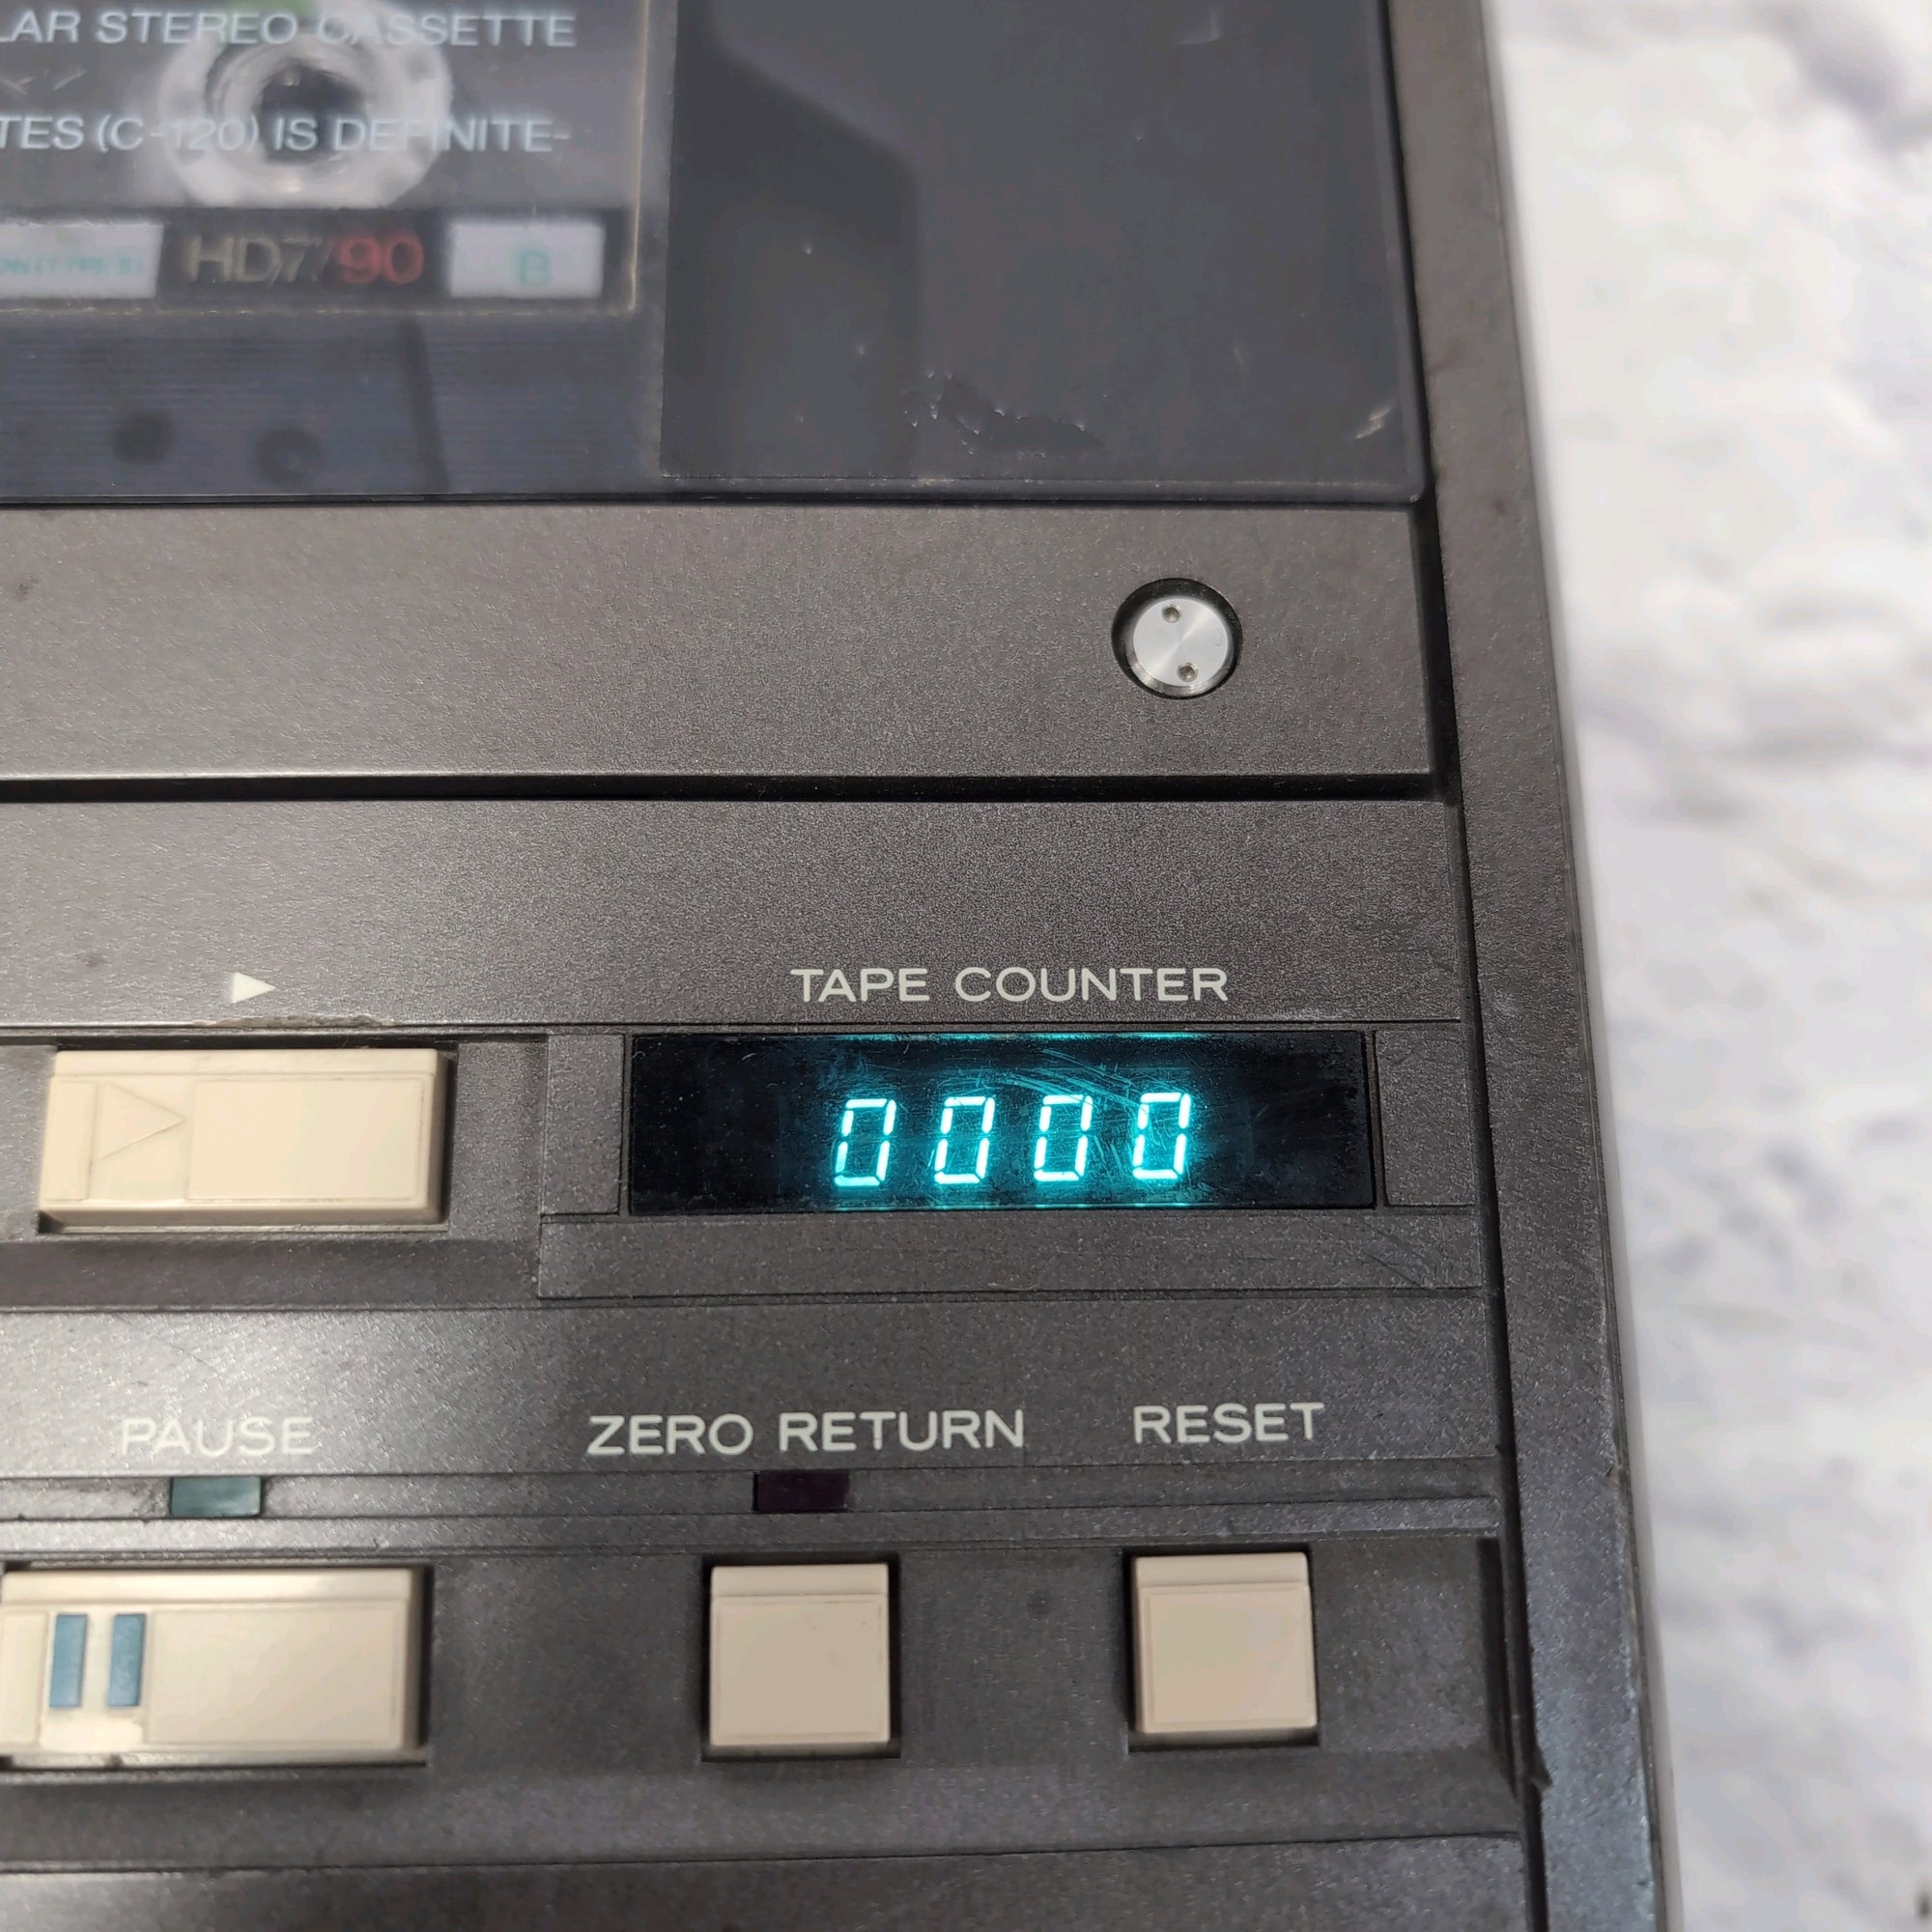 LAR STEREO CASSETTE
TES (C-120) IS DEFINITE-
HD7/90 B
TAPE COUNTER
0000
PAUSE ZERO RETURN RESET